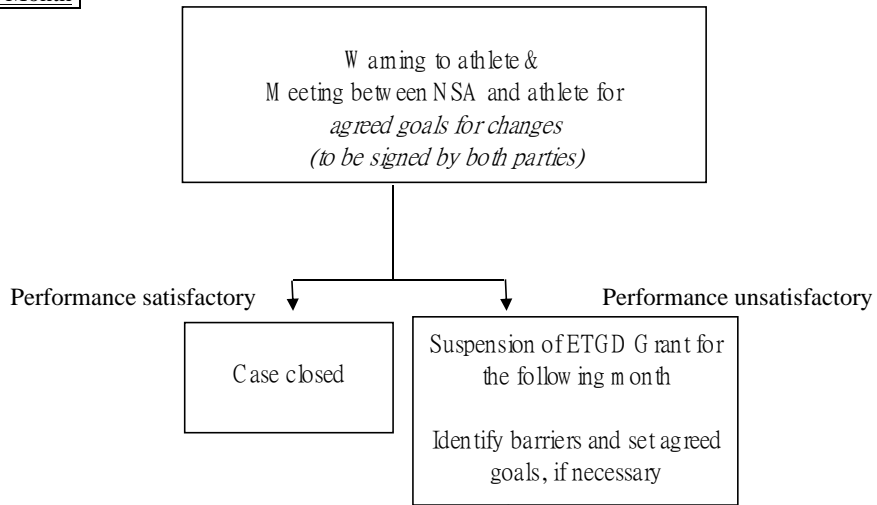 Month
Warning to athlete &
Meeting between NSA and athlete for
agreed goals for changes
(to be signed by both parties)
Performance satisfactory
Performance unsatisfactory
Case closed
Suspension of ETGD Grant for
the following month
Identify barriers and set agreed
goals, if necessary